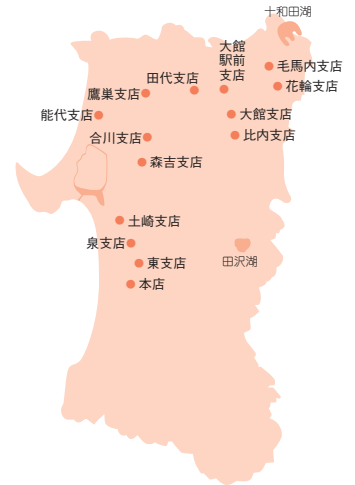 十和田湖
大館
駅前
支店
毛馬内支店
田代支店
花輪支店
鷹巣支店
能代支店
大館支店
合川支店
比内支店
森吉支店
土崎支店
泉支店
田沢湖
東支店
本店